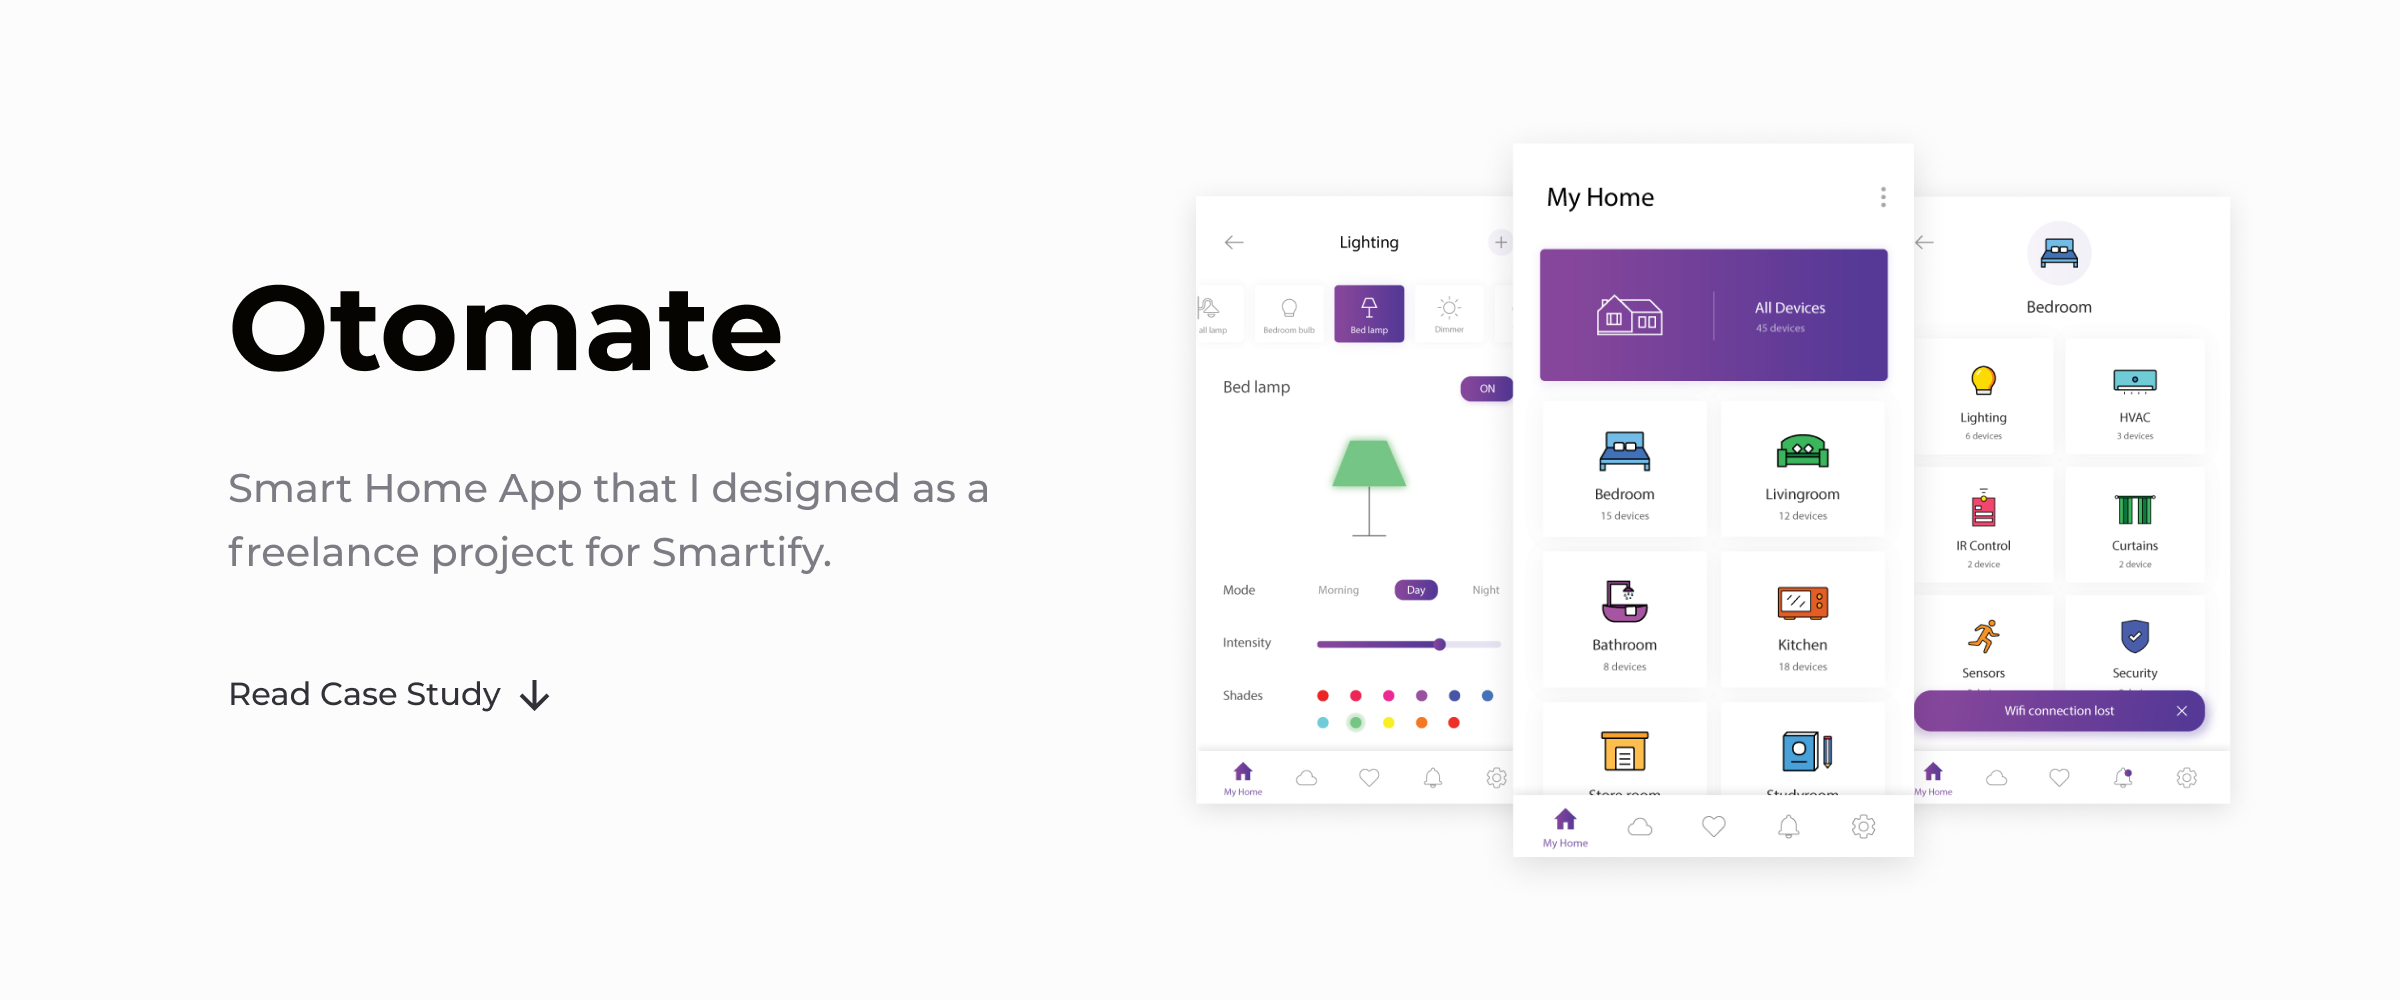 Otomate
Smart Home App that I designed as a
freelance project for Smartify.
Read Case Study
Lighting
all lamp
Bedroom bulb
Bed lamp
Dimmer
Bed lamp
ON
Mode
Morning
Day
Night
Intensity
Shades
My Home
My Home
All Devices
45 devices
Bedroom
15 devices
Livingroom
12 devices
Bathroom
8 devices
Kitchen
18 devices
Store room
Studyroom
My Home
Bedroom
Lighting
6 devices
HVAC
3 devices
IR Control
2 device
Curtains
2 device
Sensors
Security
Wifi connection lost
My Home